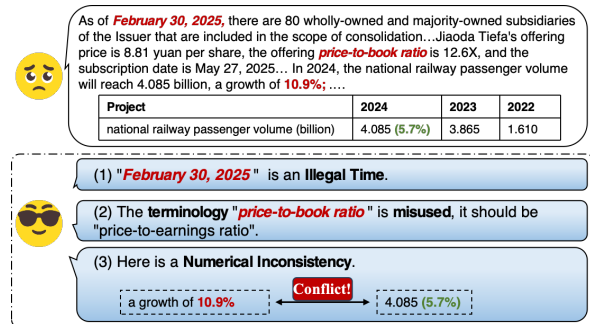 As of February 30, 2025, there are 80 wholly-owned and majority-owned subsidiaries
of the Issuer that are included in the scope of consolidation…Jiaoda Tiefa's offering
price is 8.81 yuan per share, the offering price-to-book ratio is 12.6X, and the
subscription date is May 27, 2025… In 2024, the national railway passenger volume
will reach 4.085 billion, a growth of 10.9%; ….
Project 2024 2023 2022
national railway passenger volume (billion) 4.085 (5.7%) 3.865 1.610
(1) "February 30, 2025" is an Illegal Time.
(2) The terminology "price-to-book ratio" is misused, it should be
"price-to-earnings ratio".
(3) Here is a Numerical Inconsistency.
Conflict!
a growth of 10.9% 4.085 (5.7%)